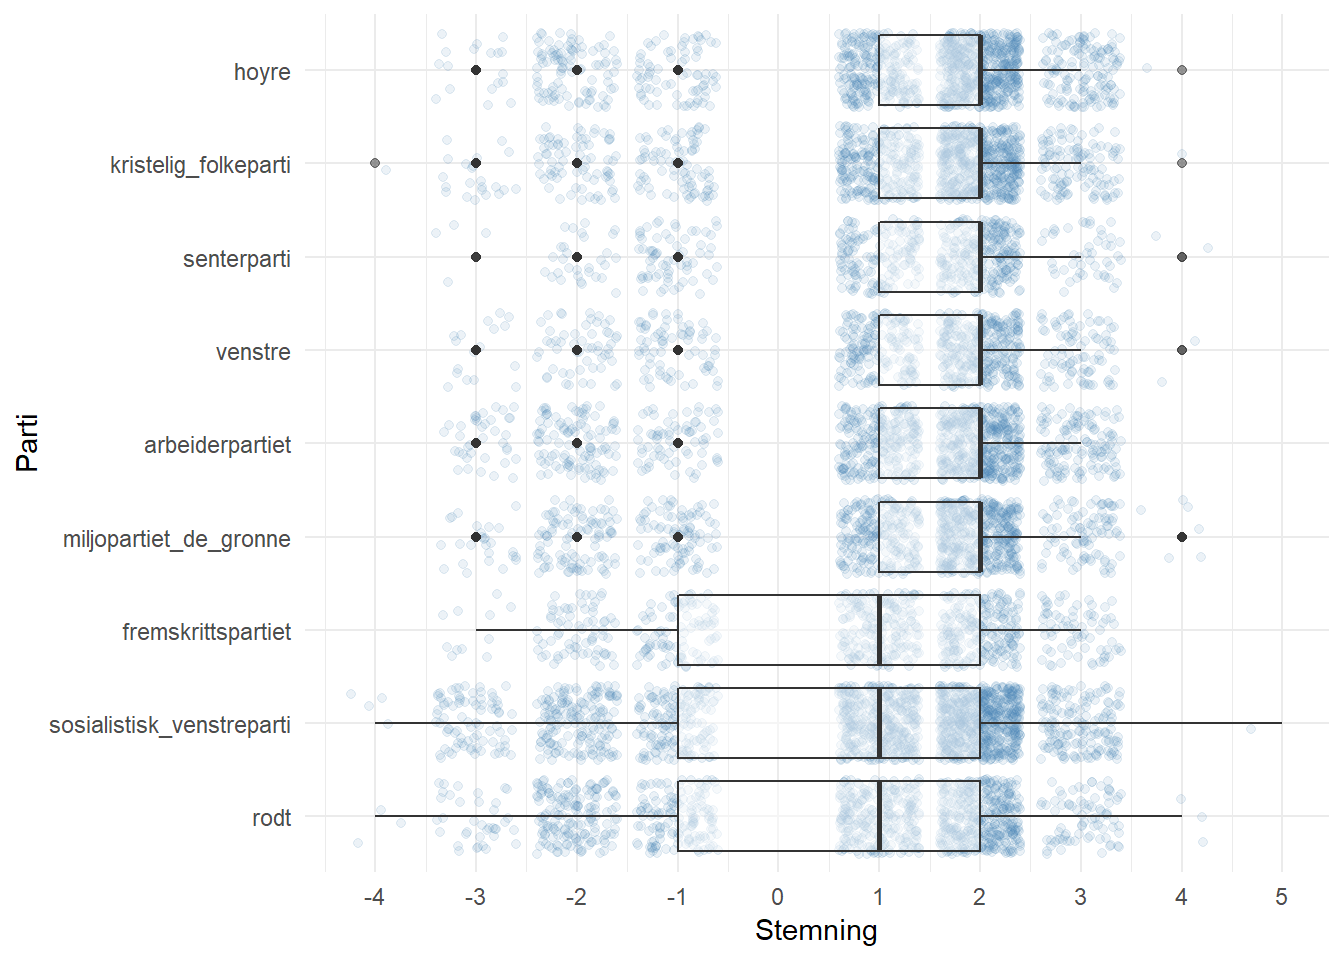 hoyre
kristelig_folkeparti
senterparti
venstre
arbeiderpartiet
miljopartiet_de_gronne
fremskrittspartiet
sosialistisk_venstreparti
rodt
Parti
-4 -3 -2 -1 0 1 2 3 4 5
Stemning